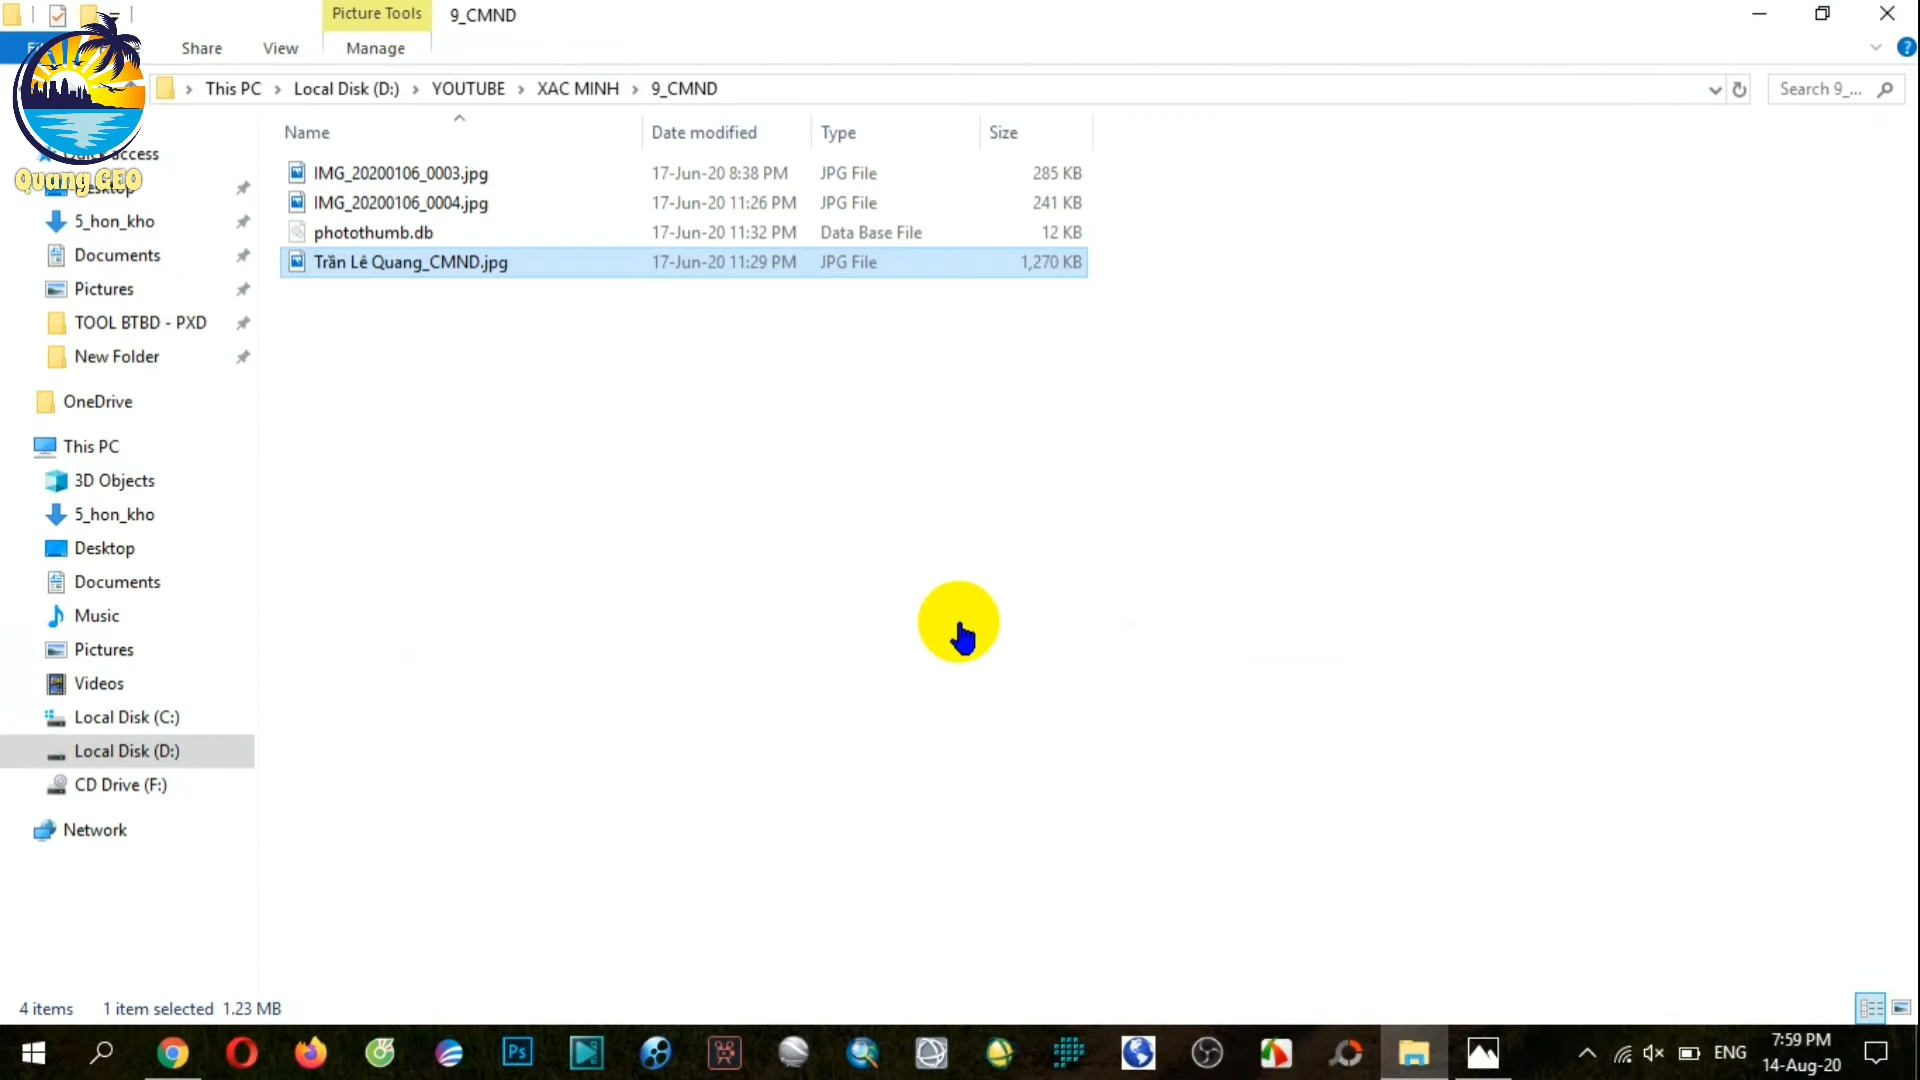 Picture Tools
9_CMND
Share
View
Manage
This PC
Local Disk (D:)
YOUTUBE
XAC MINH
9_CMND
Search 9_...
Quang GEO
Name
Date modified
Type
Size
IMG_20200106_0003.jpg
17-Jun-20 8:38 PM
JPG File
285 KB
IMG_20200106_0004.jpg
17-Jun-20 11:26 PM
JPG File
241 KB
photothumb.db
17-Jun-20 11:32 PM
Data Base File
12 KB
Trần Lê Quang_CMND.jpg
17-Jun-20 11:29 PM
JPG File
1,270 KB
access
Desktop
5_hon_kho
Documents
Pictures
TOOL BTBD - PXD
New Folder
OneDrive
This PC
3D Objects
5_hon_kho
Desktop
Documents
Music
Pictures
Videos
Local Disk (C:)
Local Disk (D:)
CD Drive (F:)
Network
4 items
1 item selected 1.23 MB
Ps
ENG
7:59 PM
14-Aug-20